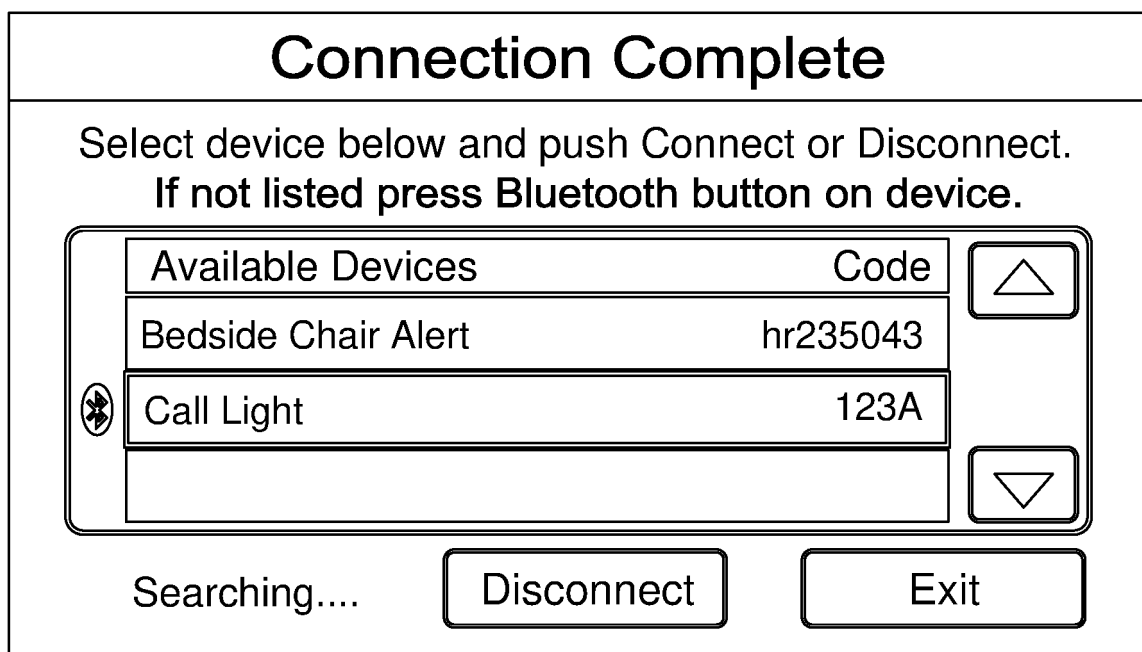 Connection Complete
Select device below and push Connect or Disconnect.
If not listed press Bluetooth button on device.
Available Devices Code
Bedside Chair Alert hr235043
Call Light 123A
Searching.... Disconnect Exit